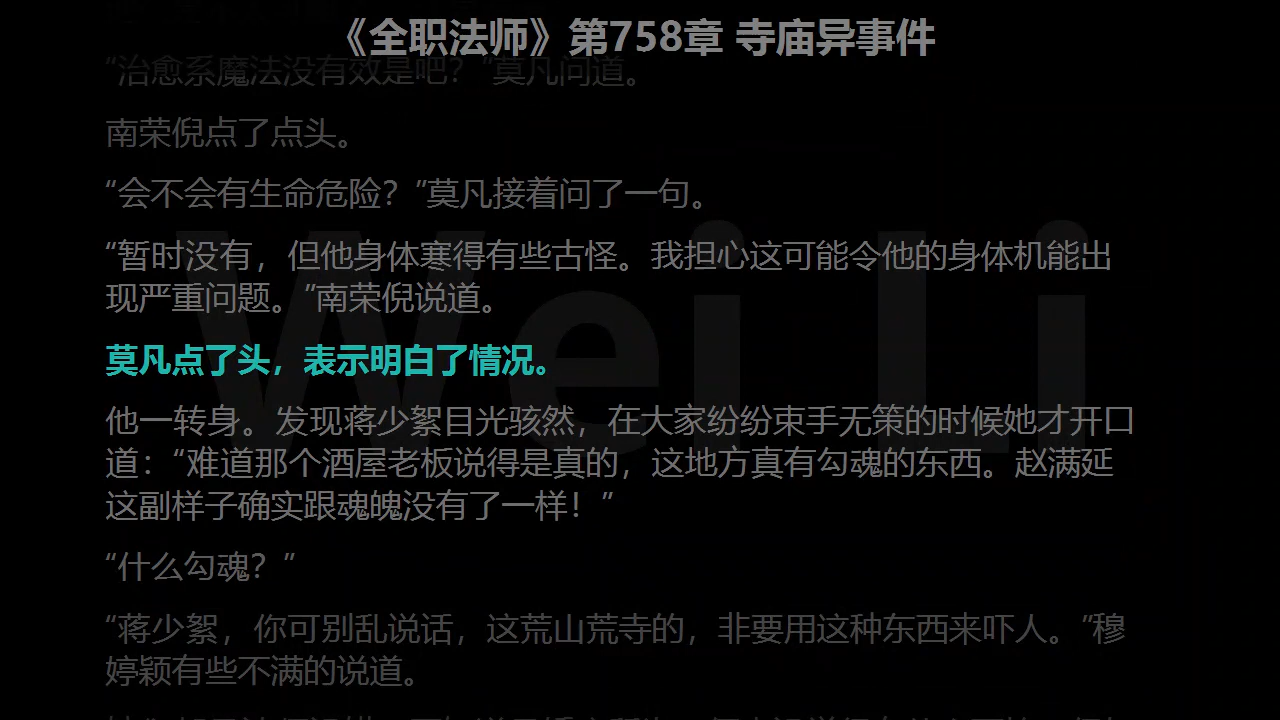 《全职法师》第758章 寺庙异事件
“治愈系魔法没有效是吧？”莫凡问道。
南荣倪点了点头。
“会不会有生命危险？”莫凡接着问了一句。
“暂时没有，但他身体寒得有些古怪。我担心这可能令他的身体机能出
现严重问题。”南荣倪说道。
莫凡点了头，表示明白了情况。
他一转身。发现蒋少絮目光骇然，在大家纷纷束手无策的时候她才开口
道：“难道那个酒屋老板说得是真的，这地方真有勾魂的东西。赵满延
这副样子确实跟魂魄没有了一样！”
“什么勾魂？”
“蒋少絮，你可别乱说话，这荒山荒寺的，非要用这种东西来吓人。”穆
婷颖有些不满的说道。
Wei Li